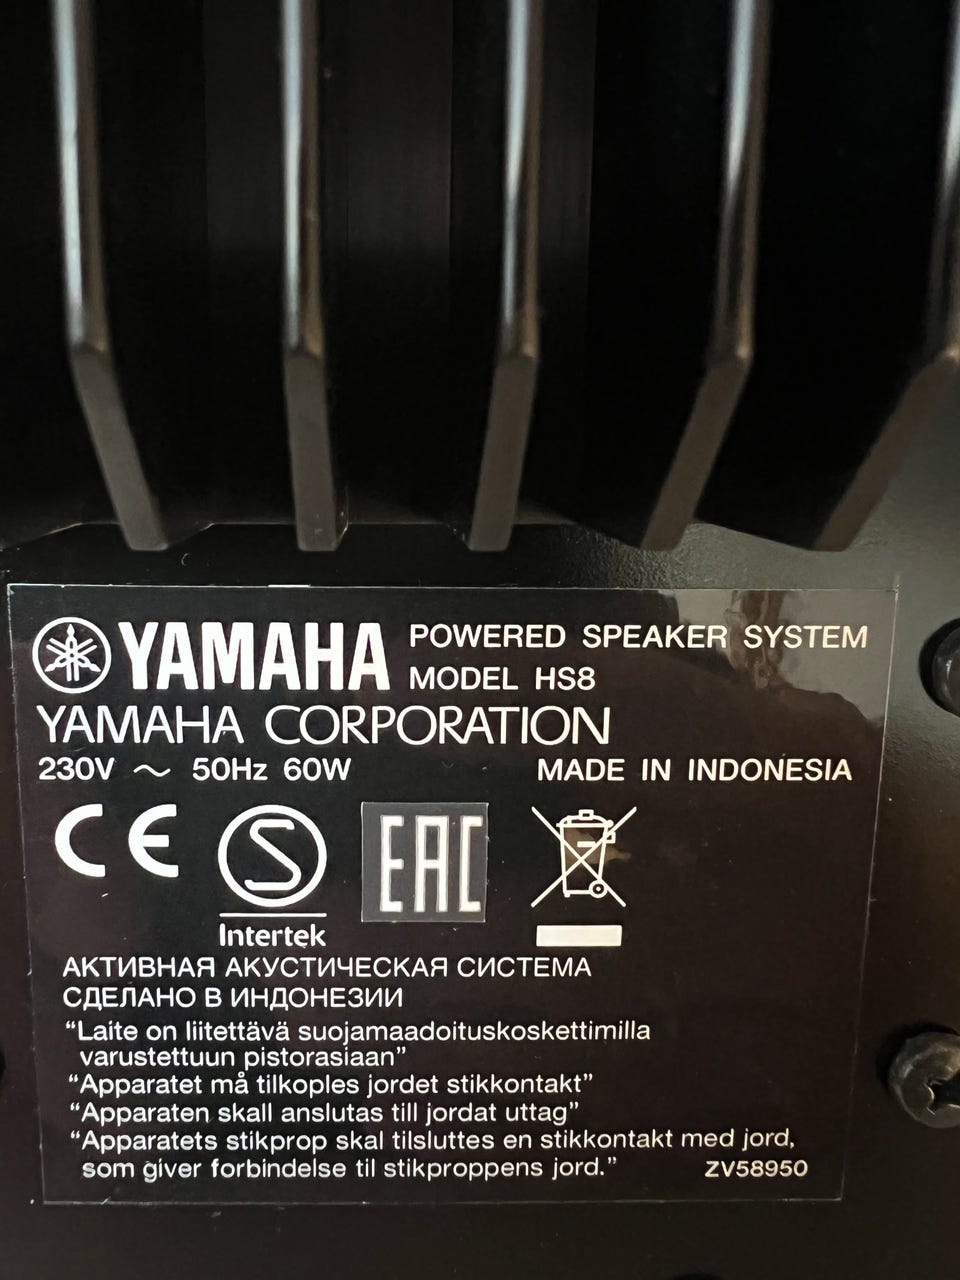 YAMAHA POWERED SPEAKER SYSTEM
MODEL HS8
YAMAHA CORPORATION
230V ～ 50Hz 60W MADE IN INDONESIA
CE S EAC
Intertek
АКТИВНАЯ АКУСТИЧЕСКАЯ СИСТЕМА
СДЕЛАНО В ИНДОНЕЗИИ
“Laite on liitettävä suojamaadoituskoskettimilla
varustettuun pistorasiaan”
“Apparatet må tilkoples jordet stikkontakt”
“Apparaten skall anslutas till jordat uttag”
“Apparatets stikprop skal tilsluttes en stikkontakt med jord,
som giver forbindelse til stikproppens jord.” ZV58950